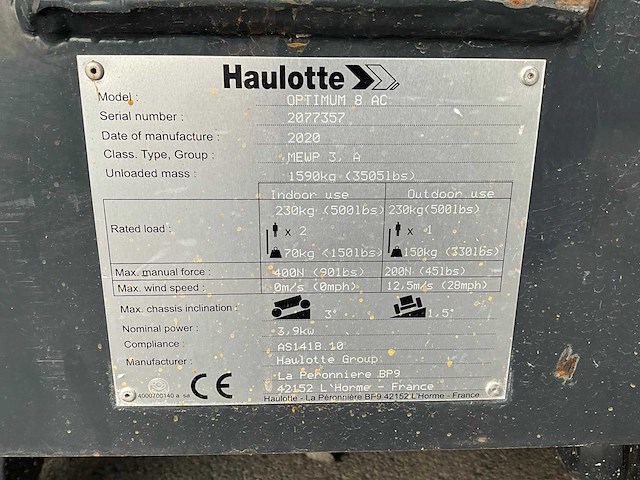 Haulotte
Model : OPTIMUM 8 AC
Serial number : 2077357
Date of manufacture : 2020
Class. Type, Group : MEWP 3, A
Unloaded mass : 1590kg (3505lbs)
Indoor use Outdoor use
Rated load : 230kg (500lbs) 230kg(500lbs)
x 2 x 1
70kg (150lbs) 150kg (330lbs)
Max. manual force : 400N (90lbs) 200N (45lbs)
Max. wind speed : 0m/s (0mph) 12,5m/s (28mph)
Max. chassis inclination : 3° 1,5°
Nominal power : 3,9kw
Compliance : AS1418.10
Manufacturer : Haulotte Group
La Péronnière BP9
42152 L'Horme - France
4000700140 a sa CE
Haulotte - La Péronnière BP9 42152 L'Horme - France